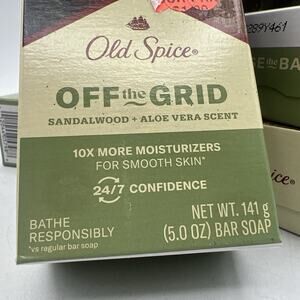 Old Spice®
OFF the GRID
SANDALWOOD + ALOE VERA SCENT
10X MORE MOISTURIZERS
FOR SMOOTH SKIN*
24/7 CONFIDENCE
BATHE
RESPONSIBLY
*vs regular bar soap
NET WT. 141 g
(5.0 OZ) BAR SOAP